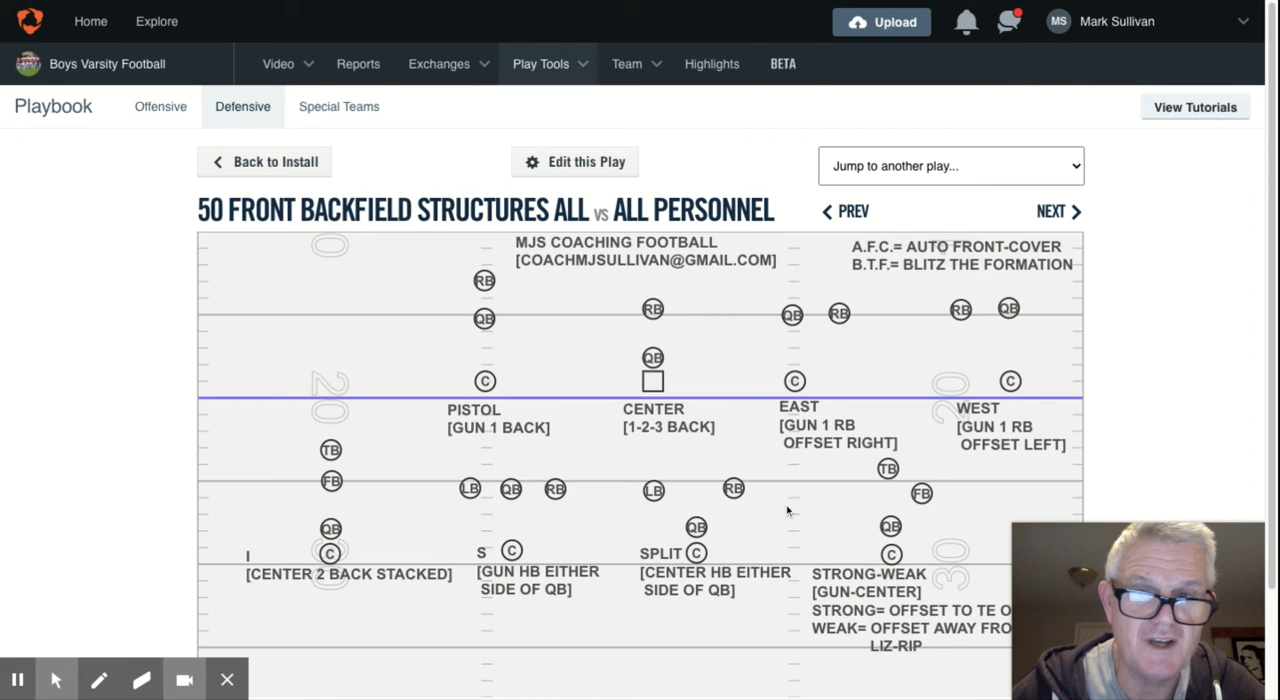 Home Explore Upload MS Mark Sullivan
Boys Varsity Football Video Reports Exchanges Play Tools Team Highlights BETA
Playbook Offensive Defensive Special Teams View Tutorials
Back to Install Edit this Play Jump to another play...
50 FRONT BACKFIELD STRUCTURES ALL vs ALL PERSONNEL PREV NEXT
MJS COACHING FOOTBALL A.F.C.= AUTO FRONT-COVER
[COACHMJSULLIVAN@GMAIL.COM] B.T.F.= BLITZ THE FORMATION
0
RB
RB QB RB RB QB
QB
QB
C C C
20 20
PISTOL CENTER EAST WEST
[GUN 1 BACK] [1-2-3 BACK] [GUN 1 RB [GUN 1 RB
OFFSET RIGHT] OFFSET LEFT]
TB TB
FB LB QB RB LB RB FB
QB QB QB
C C C C
30 30
I S SPLIT
[CENTER 2 BACK STACKED] [GUN HB EITHER [CENTER HB EITHER STRONG-WEAK
SIDE OF QB] SIDE OF QB] [GUN-CENTER]
STRONG= OFFSET TO TE O
WEAK= OFFSET AWAY FRO
LIZ-RIP